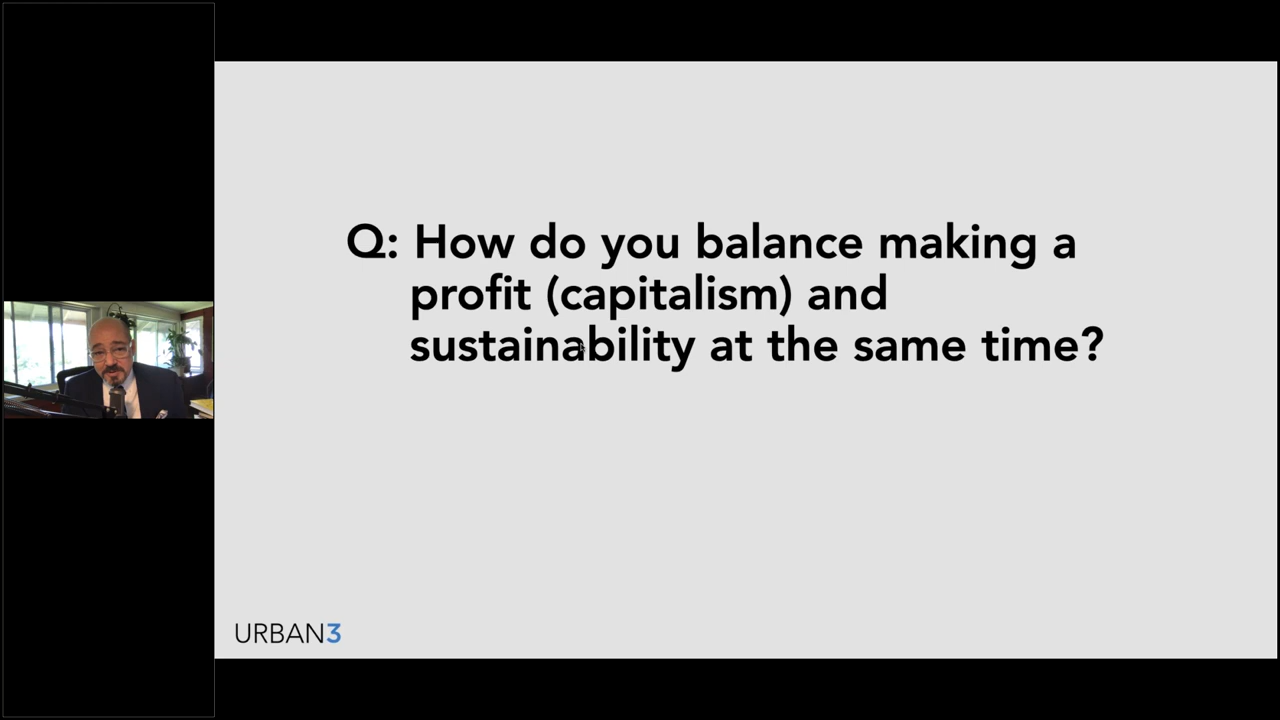 Q: How do you balance making a
profit (capitalism) and
sustainability at the same time?
URBAN3